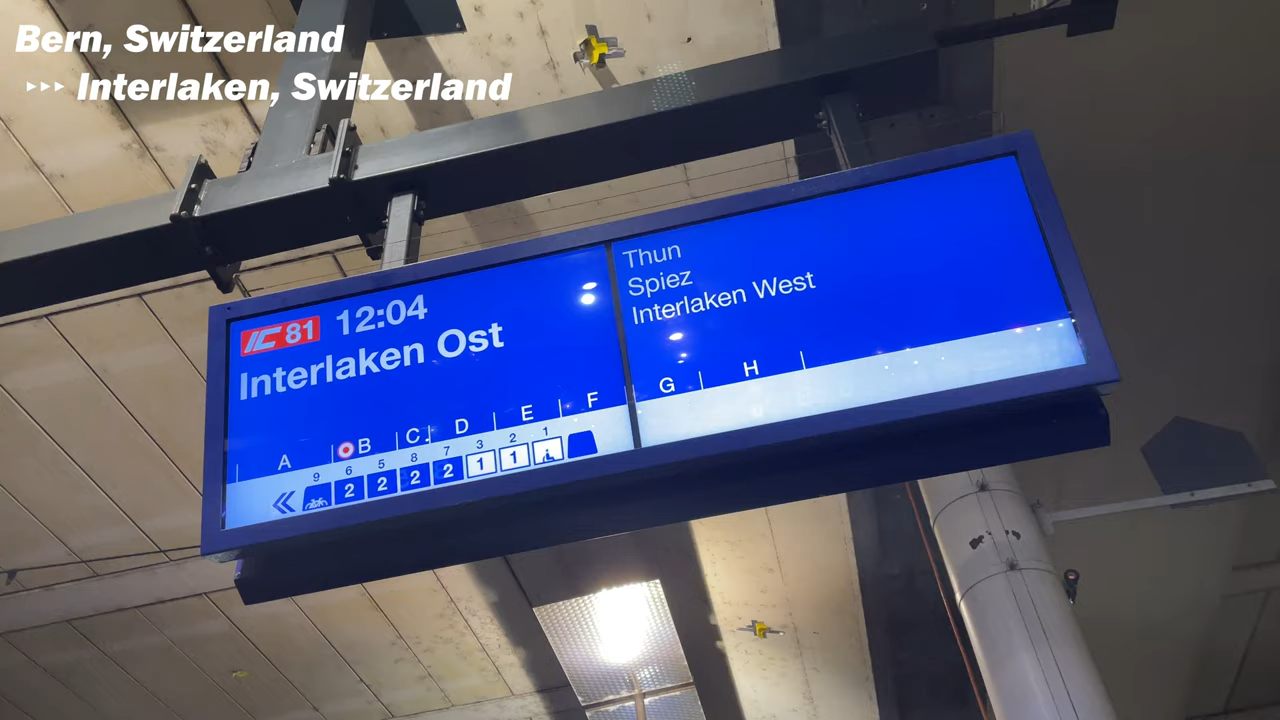 Bern, Switzerland
▸▸▸ Interlaken, Switzerland
IC 81 12:04
Interlaken Ost
Thun
Spiez
Interlaken West
A B C D E F G H
9 6 5 8 7 3 2 1
2 2 2 2 1 1 1